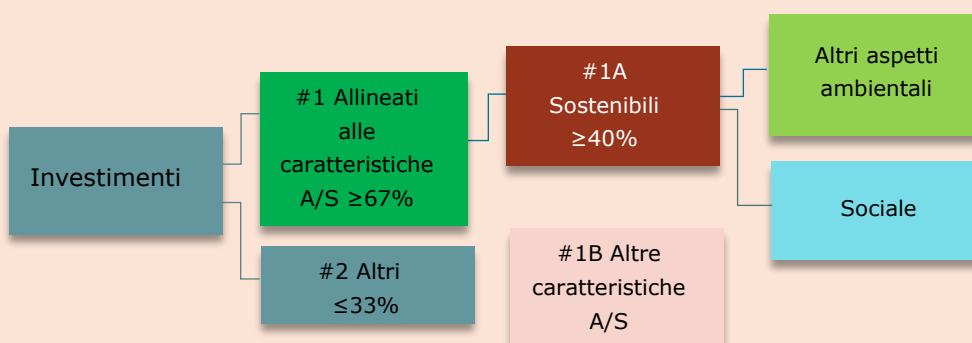 Investimenti
#1 Allineati
alle
caratteristiche
A/S ≥67%
#2 Altri
≤33%
#1A
Sostenibili
≥40%
#1B Altre
caratteristiche
A/S
Altri aspetti
ambientali
Sociale